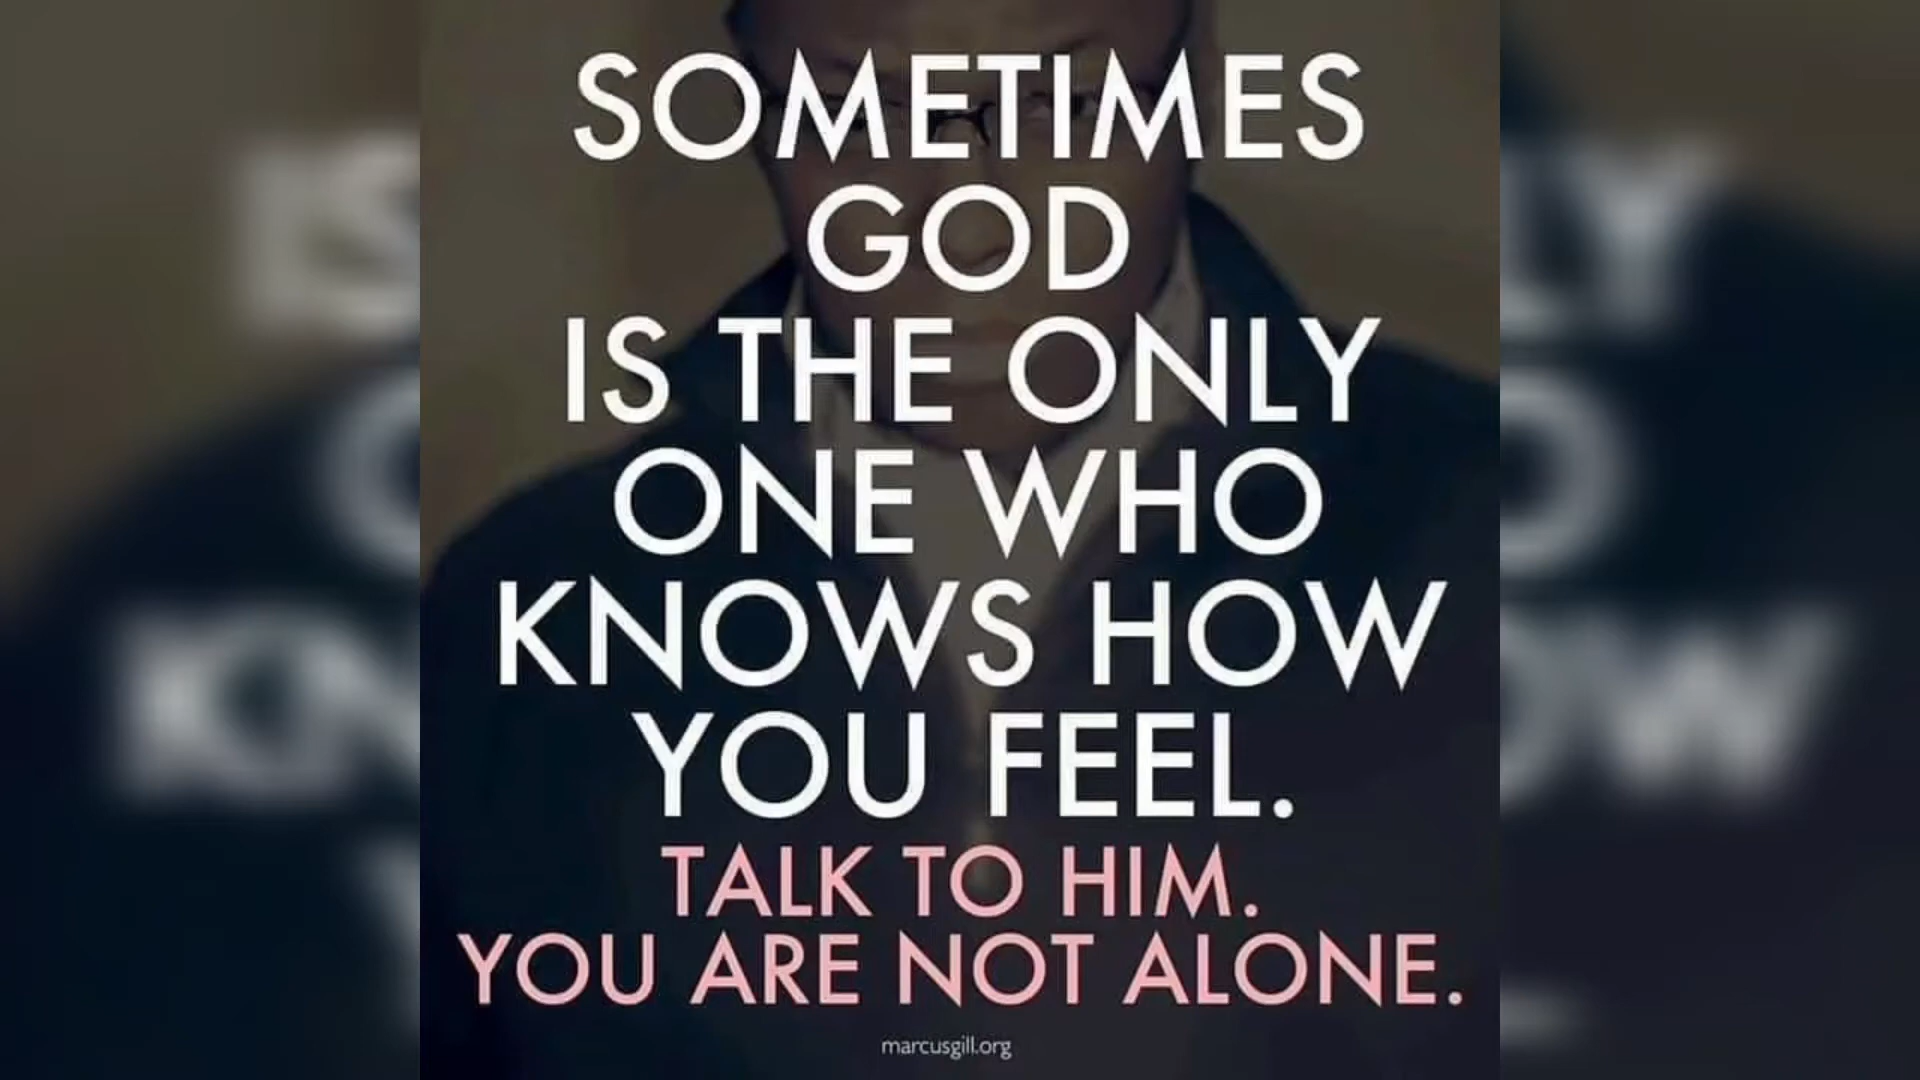 SOMETIMES
GOD
IS THE ONLY
ONE WHO
KNOWS HOW
YOU FEEL.
TALK TO HIM.
YOU ARE NOT ALONE.
marcusgill.org